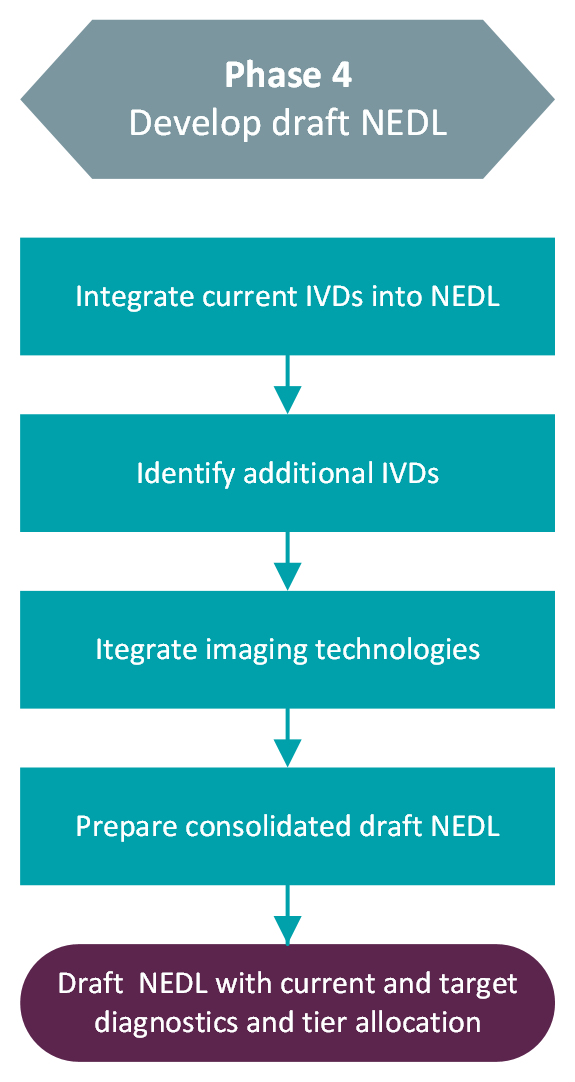 Phase 4
Develop draft NEDL
Integrate current IVDs into NEDL
Identify additional IVDs
Itegrate imaging technologies
Prepare consolidated draft NEDL
Draft  NEDL with current and target
diagnostics and tier allocation